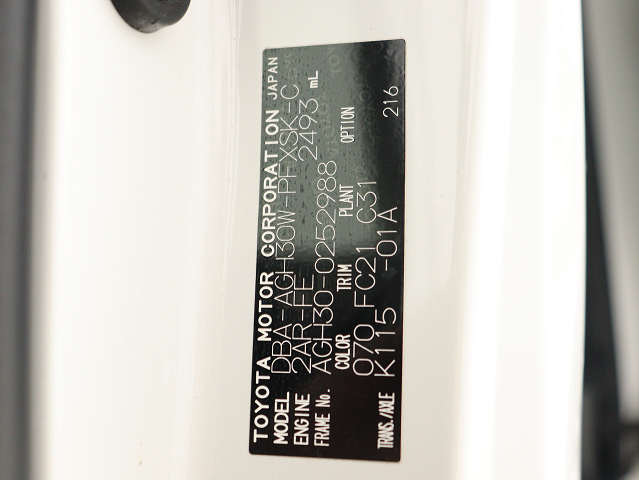 TOYOTA MOTOR CORPORATION JAPAN
MODEL DBA-AGH30W-PFXSK-C
ENGINE 2AR-FE 2493 mL
FRAME No. AGH30-0252988
COLOR TRIM PLANT OPTION
070 FC21 C31
TRANS./AXLE K115 -01A 216